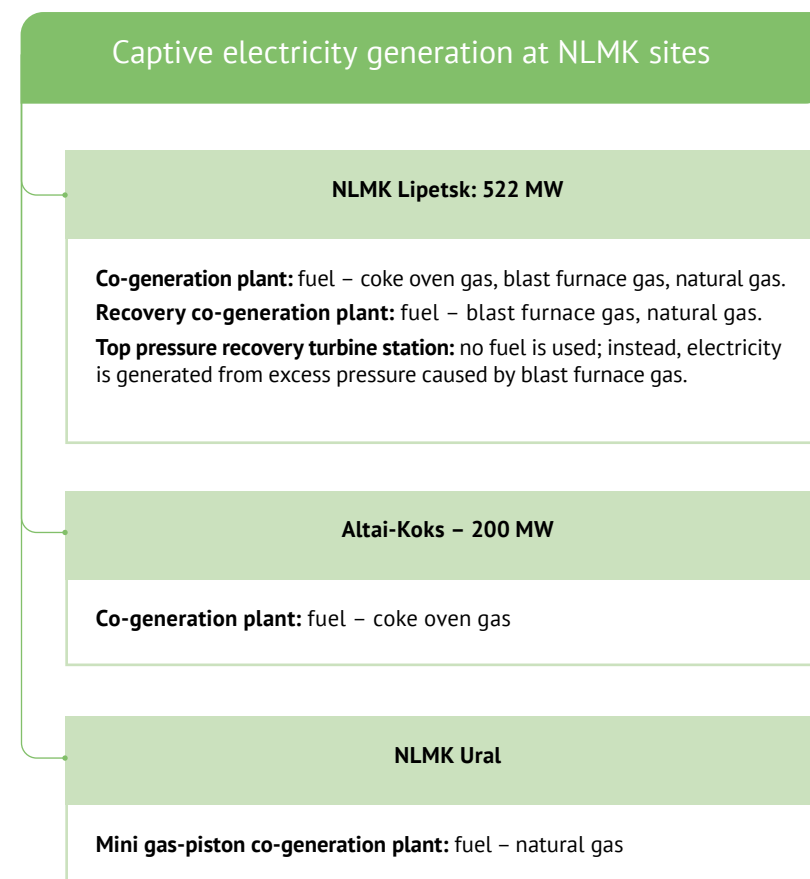 Captive electricity generation at NLMK sites
NLMK Lipetsk: 522 MW
Co-generation plant: fuel – coke oven gas, blast furnace gas, natural gas.
Recovery co-generation plant: fuel – blast furnace gas, natural gas.
Top pressure recovery turbine station: no fuel is used; instead, electricity
is generated from excess pressure caused by blast furnace gas.
Altai-Koks – 200 MW
Co-generation plant: fuel – coke oven gas
NLMK Ural
Mini gas-piston co-generation plant: fuel – natural gas